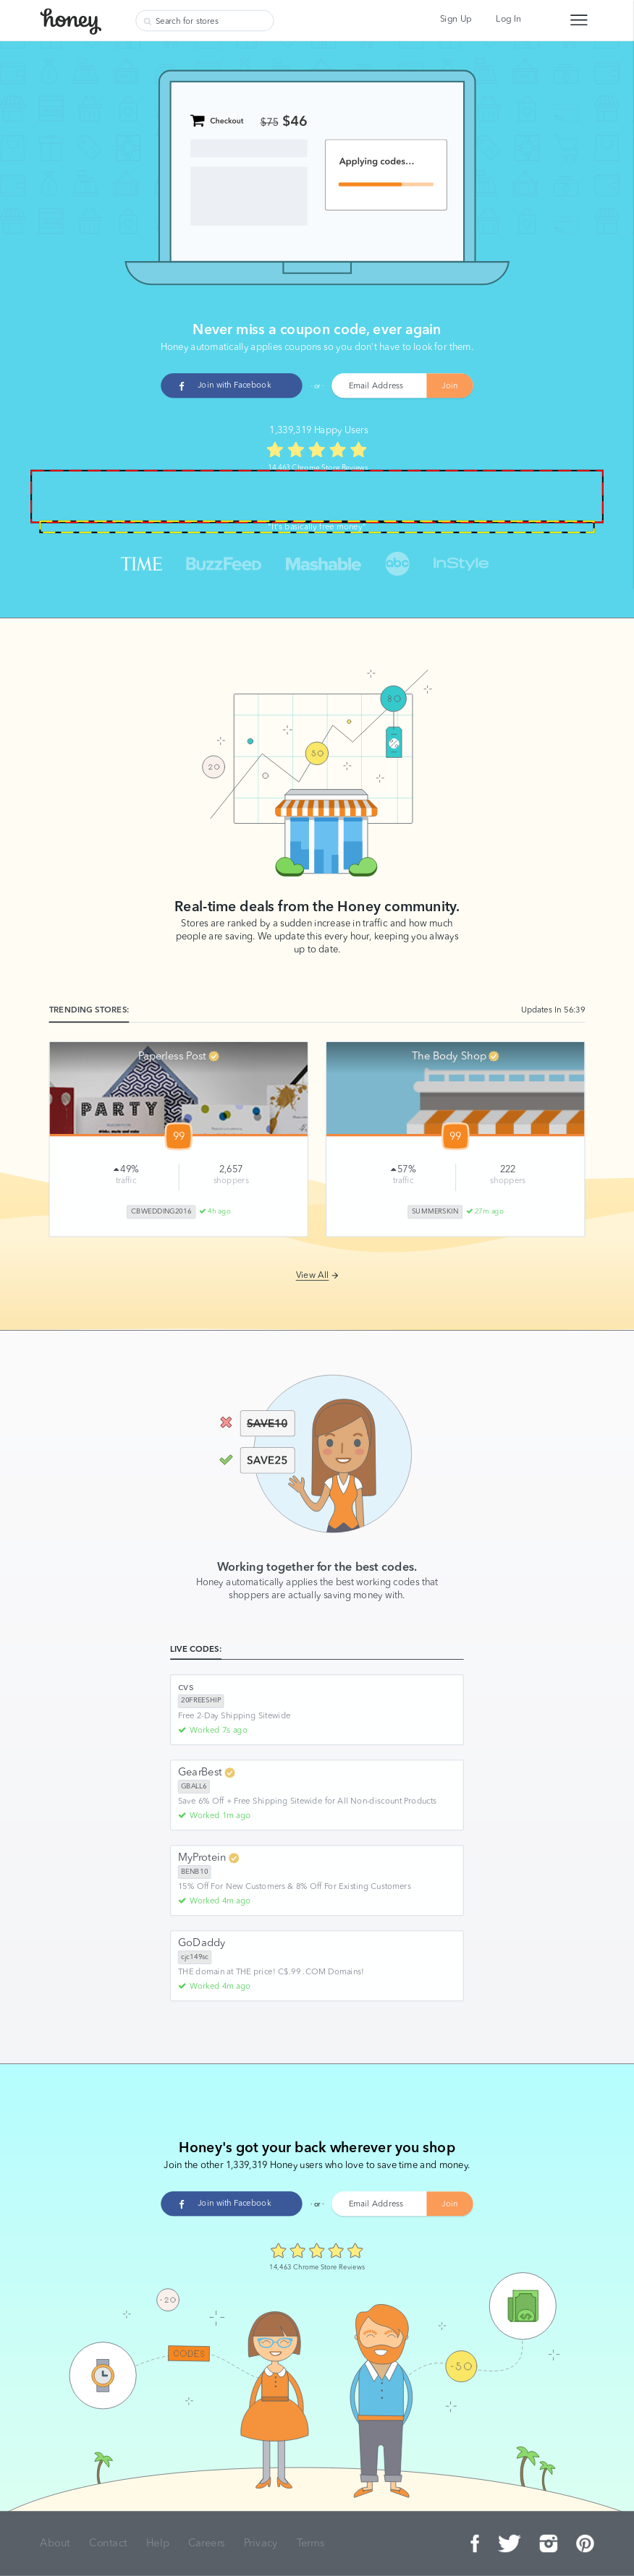 honey
Search for stores
Sign Up
Log In
Checkout $75 $46
Applying codes...
Never miss a coupon code, ever again
Honey automatically applies coupons so you don't have to look for them.
Join with Facebook
· or ·
Email Address
Join
1,339,319 Happy Users
14,463 Chrome Store Reviews
"It's basically free money"
TIME
BuzzFeed
Mashable
abc
InStyle
80
50
20
Real-time deals from the Honey community.
Stores are ranked by a sudden increase in traffic and how much
people are saving. We update this every hour, keeping you always
up to date.
TRENDING STORES:
Updates In 56:39
Paperless Post
PARTY
99
49%
traffic
2,657
shoppers
CBWEDDING2016
4h ago
The Body Shop
99
57%
traffic
222
shoppers
SUMMERSKIN
27m ago
View All
SAVE10
SAVE25
Working together for the best codes.
Honey automatically applies the best working codes that
shoppers are actually saving money with.
LIVE CODES:
CVS
20FREESHIP
Free 2-Day Shipping Sitewide
Worked 7s ago
GearBest
GBALL6
Save 6% Off + Free Shipping Sitewide for All Non-discount Products
Worked 1m ago
MyProtein
BENB10
15% Off For New Customers & 8% Off For Existing Customers
Worked 4m ago
GoDaddy
cjc149sc
THE domain at THE price! C$.99 .COM Domains!
Worked 4m ago
Honey's got your back wherever you shop
Join the other 1,339,319 Honey users who love to save time and money.
Join with Facebook
· or ·
Email Address
Join
14,463 Chrome Store Reviews
-20
CODES
-50
About
Contact
Help
Careers
Privacy
Terms